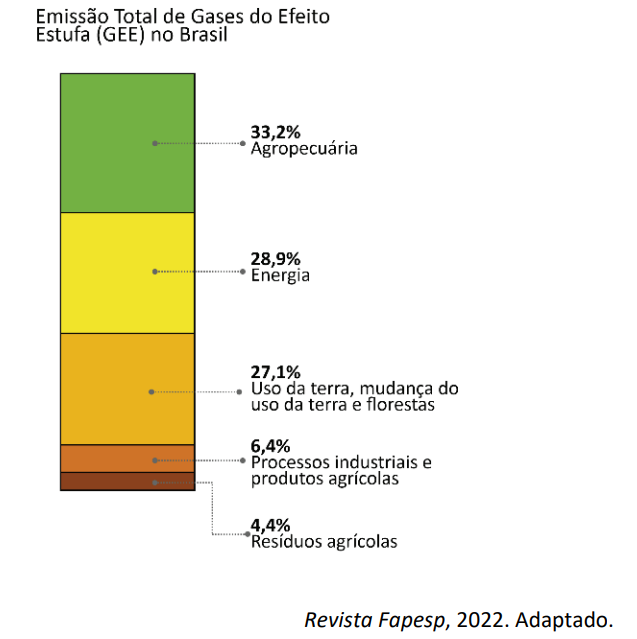 Emissão Total de Gases do Efeito
Estufa (GEE) no Brasil
33,2%
Agropecuária
28,9%
Energia
27,1%
Uso da terra, mudança do
uso da terra e florestas
6,4%
Processos industriais e
produtos agrícolas
4,4%
Resíduos agrícolas
Revista Fapesp, 2022. Adaptado.